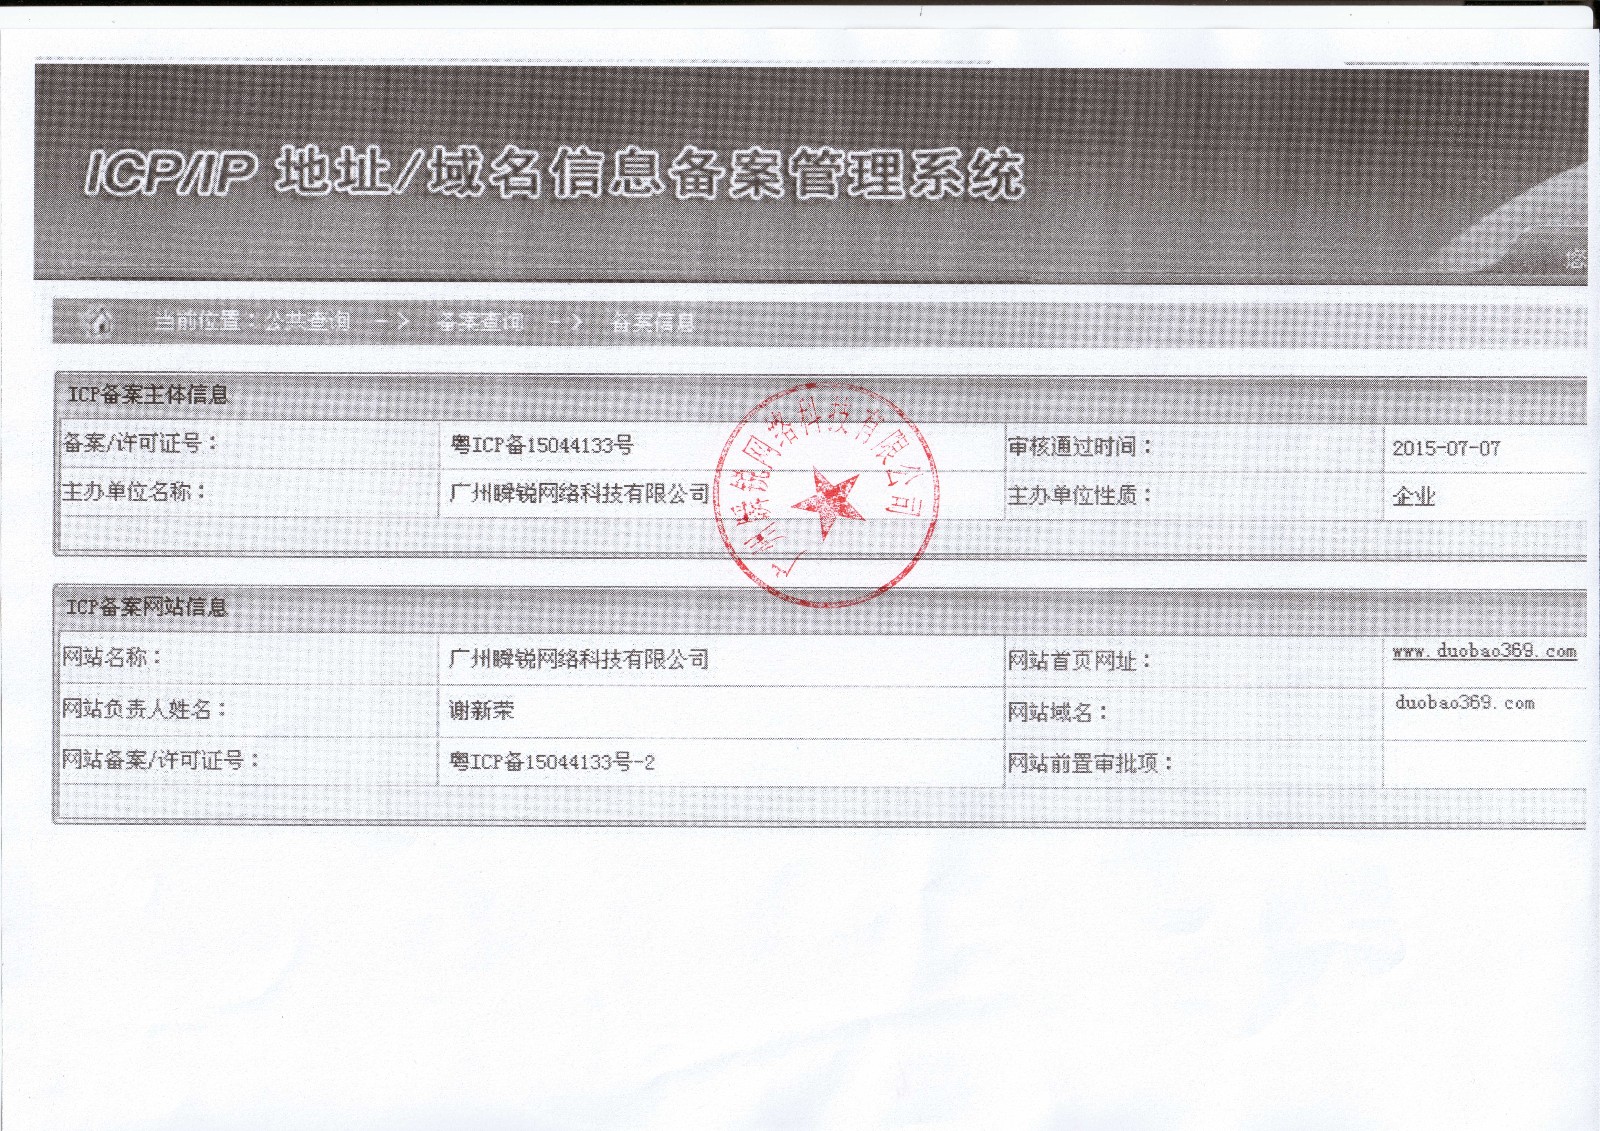 ICP/IP 地址/域名信息备案管理系统
您
当前位置：公共查询 -> 备案查询 -> 备案信息
ICP备案主体信息
备案/许可证号： 粤ICP备15044133号 审核通过时间： 2015-07-07
主办单位名称： 广州瞬锐网络科技有限公司 主办单位性质： 企业
广州瞬锐网络科技有限公司
ICP备案网站信息
网站名称： 广州瞬锐网络科技有限公司 网站首页网址： www.duobao369.com
网站负责人姓名： 谢新荣 网站域名： duobao369.com
网站备案/许可证号： 粤ICP备15044133号-2 网站前置审批项：